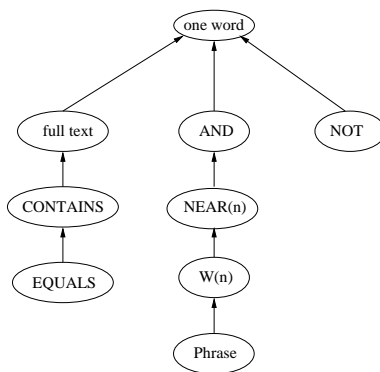 one word
full text
AND
NOT
CONTAINS
NEAR(n)
EQUALS
W(n)
Phrase